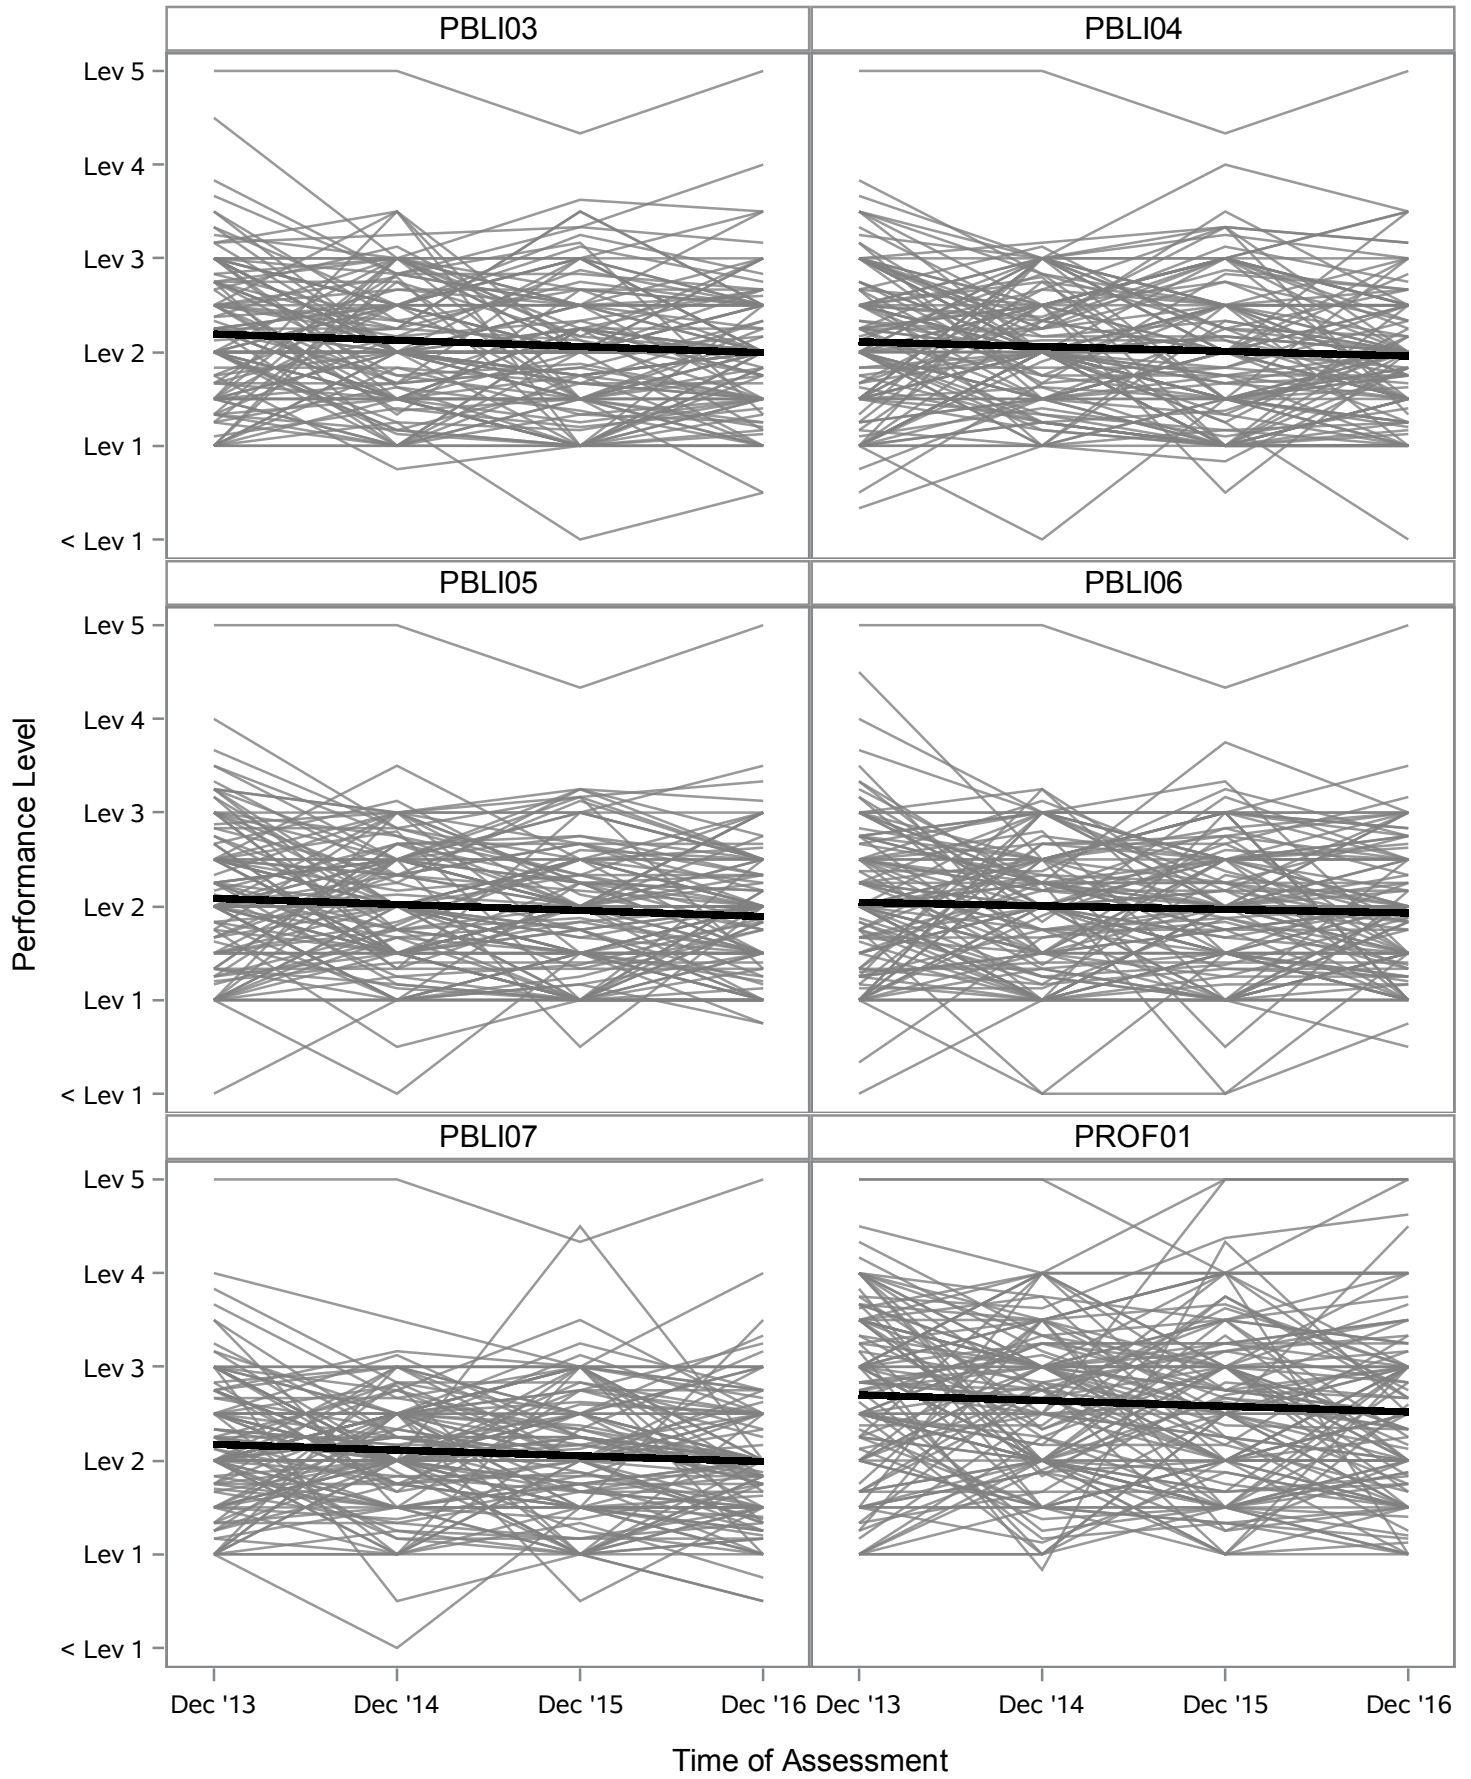 PBLI03 PBLI04
Lev 5
Lev 4
Lev 3
Lev 2
Lev 1
< Lev 1
PBLI05 PBLI06
Lev 5
Lev 4
Lev 3
Lev 2
Lev 1
< Lev 1
Performance Level
PBLI07 PROF01
Lev 5
Lev 4
Lev 3
Lev 2
Lev 1
< Lev 1
Dec '13 Dec '14 Dec '15 Dec '16 Dec '13 Dec '14 Dec '15 Dec '16
Time of Assessment